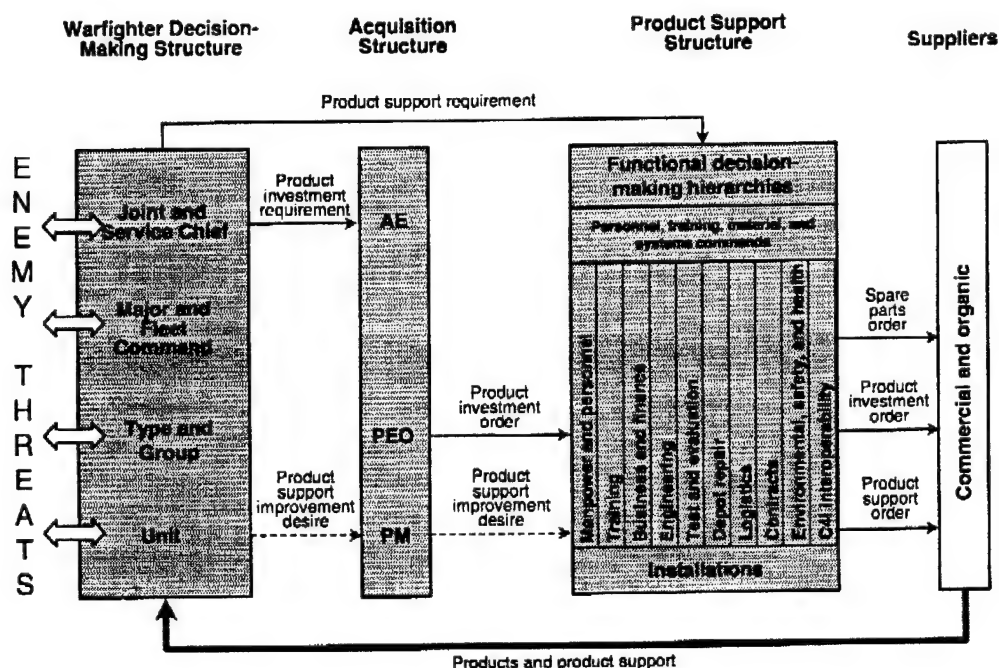 Warfighter Decision-
Making Structure
Acquisition
Structure
Product Support
Structure
Suppliers
Product support requirement
ENEMY THREATS
Joint and
Service Chief
Major and
Fleet
Command
Type and
Group
Unit
Product
investment
requirement
Product
support
improvement
desire
AE
PEO
PM
Product
investment
order
Product
support
improvement
desire
Functional decision-
making hierarchies
Personnel, training, material, and
systems commands
Manpower and personnel
Training
Business and finance
Engineering
Test and evaluation
Depot repair
Logistics
Contracts
Environmental, safety, and health
C4I interoperability
Installations
Spare
parts
order
Product
investment
order
Product
support
order
Commercial and organic
Products and product support